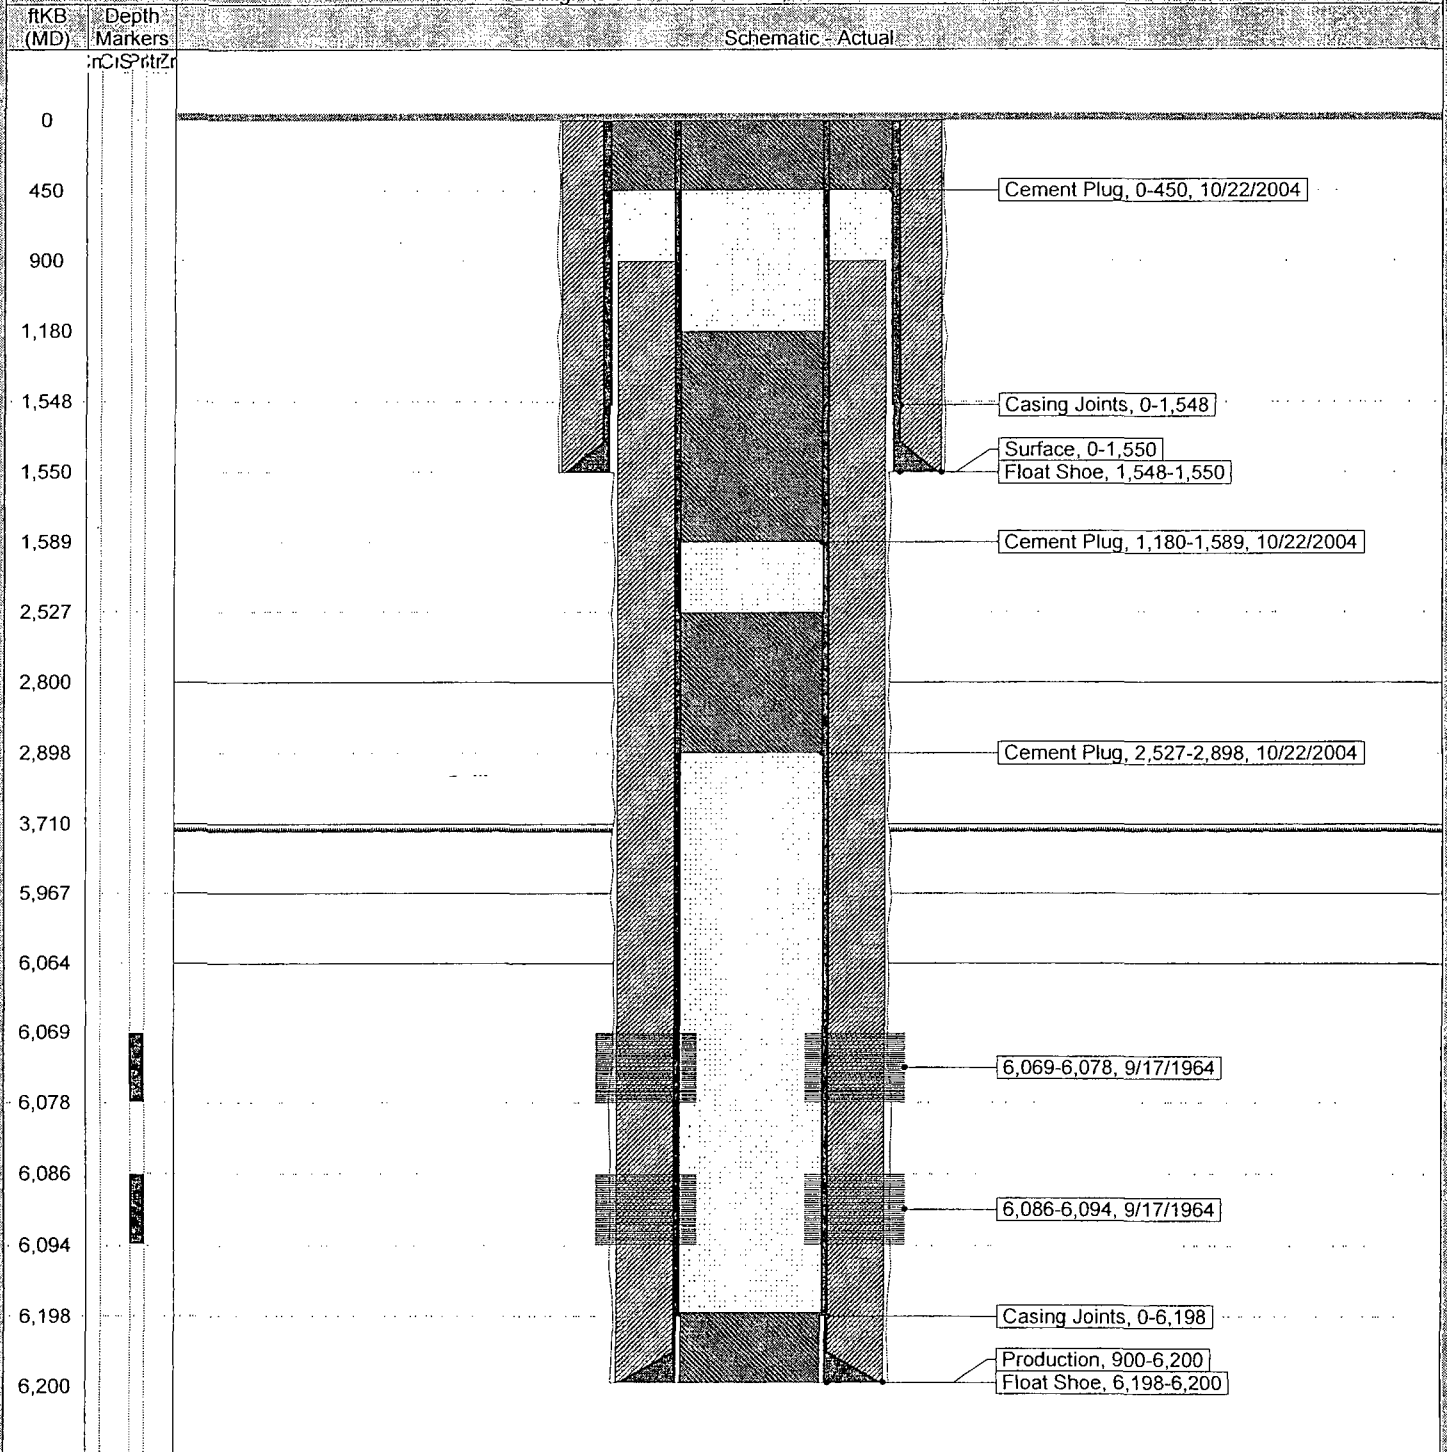 ftKB
(MD)
Depth
Markers
Schematic - Actual
0
450
900
1,180
1,548
1,550
1,589
2,527
2,800
2,898
3,710
5,967
6,064
6,069
6,078
6,086
6,094
6,198
6,200
Cement Plug, 0-450, 10/22/2004
Casing Joints, 0-1,548
Surface, 0-1,550
Float Shoe, 1,548-1,550
Cement Plug, 1,180-1,589, 10/22/2004
Cement Plug, 2,527-2,898, 10/22/2004
6,069-6,078, 9/17/1964
6,086-6,094, 9/17/1964
Casing Joints, 0-6,198
Production, 900-6,200
Float Shoe, 6,198-6,200